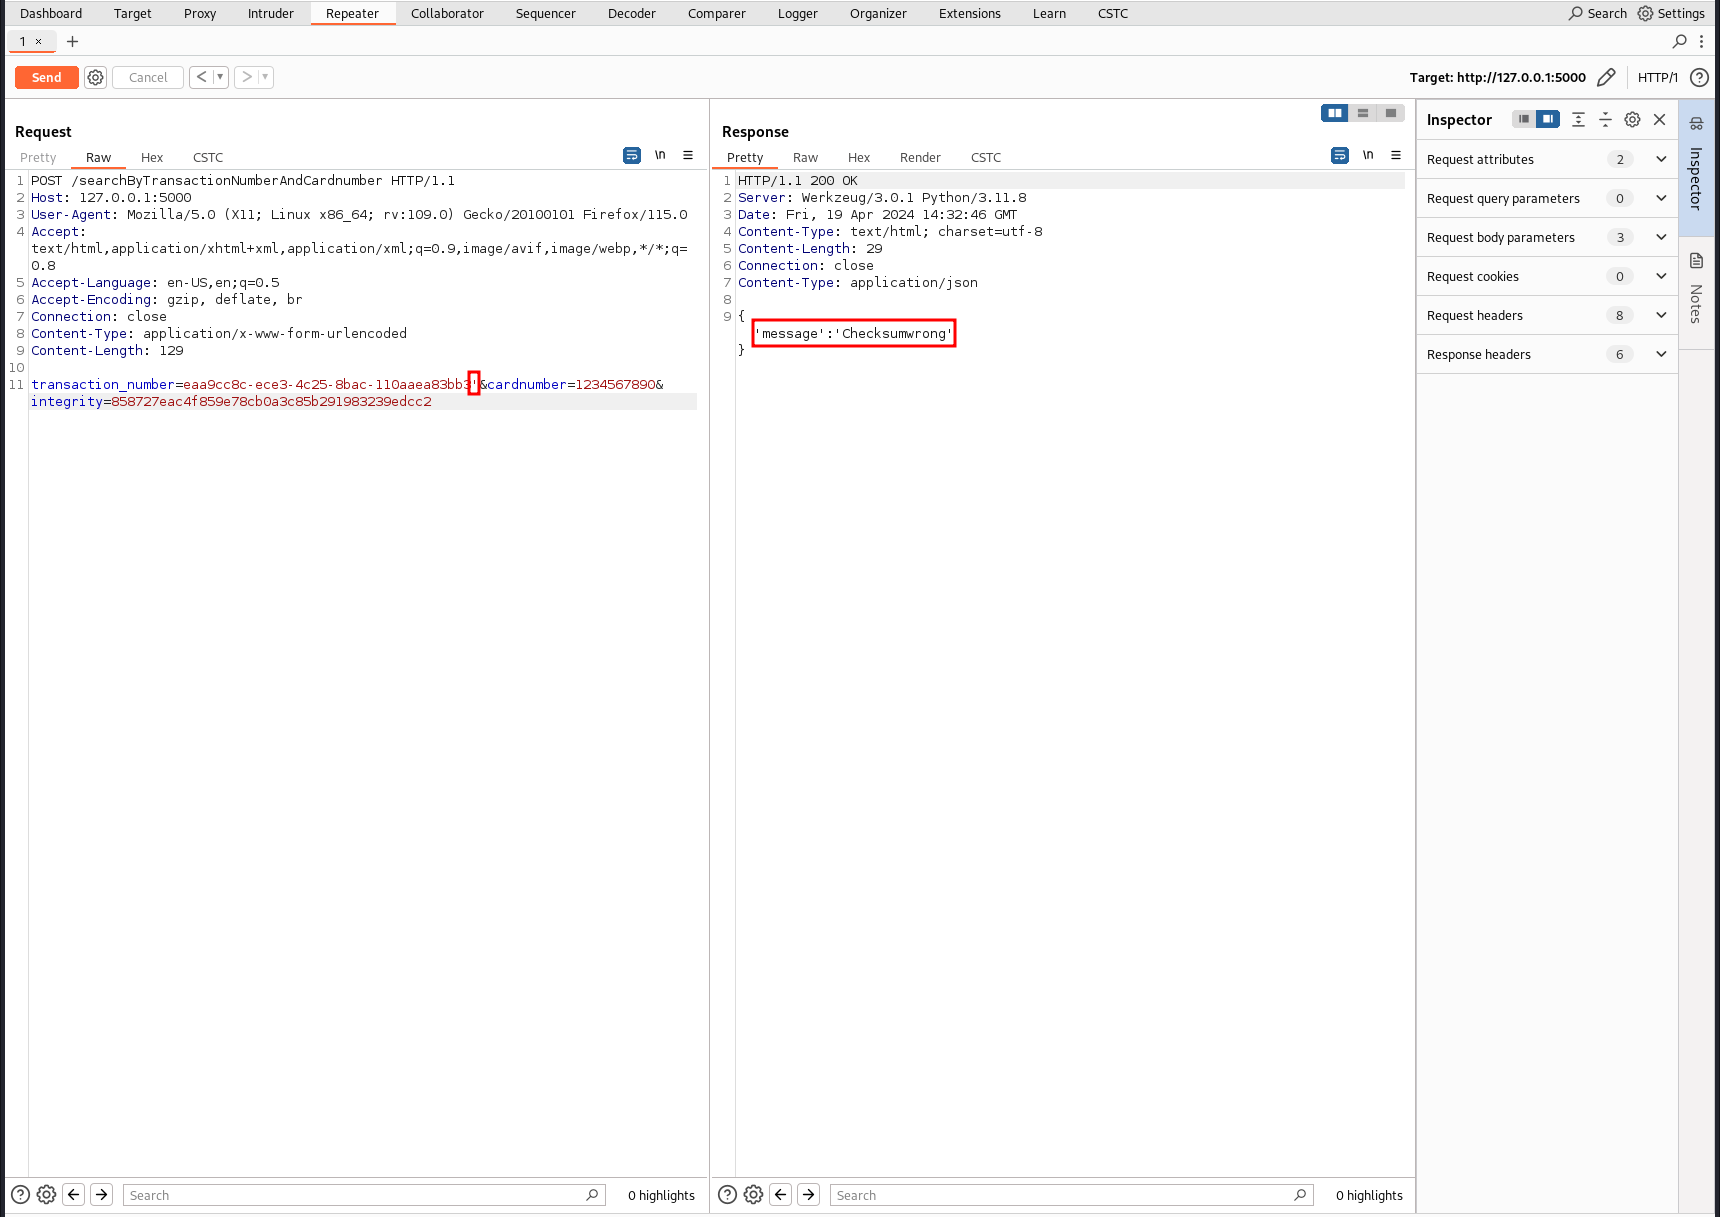 Dashboard Target Proxy Intruder Repeater Collaborator Sequencer Decoder Comparer Logger Organizer Extensions Learn CSTC Search Settings
1 × +
Send Cancel < > Target: http://127.0.0.1:5000 HTTP/1 ?
Request
Pretty Raw Hex CSTC \n
1 POST /searchByTransactionNumberAndCardnumber HTTP/1.1
2 Host: 127.0.0.1:5000
3 User-Agent: Mozilla/5.0 (X11; Linux x86_64; rv:109.0) Gecko/20100101 Firefox/115.0
4 Accept:
text/html,application/xhtml+xml,application/xml;q=0.9,image/avif,image/webp,*/*;q=
0.8
5 Accept-Language: en-US,en;q=0.5
6 Accept-Encoding: gzip, deflate, br
7 Connection: close
8 Content-Type: application/x-www-form-urlencoded
9 Content-Length: 129
10
11 transaction_number=eaa9cc8c-ece3-4c25-8bac-110aaea83bb3'&cardnumber=1234567890&
integrity=858727eac4f859e78cb0a3c85b291983239edcc2
? Search 0 highlights
Response
Pretty Raw Hex Render CSTC \n
1 HTTP/1.1 200 OK
2 Server: Werkzeug/3.0.1 Python/3.11.8
3 Date: Fri, 19 Apr 2024 14:32:46 GMT
4 Content-Type: text/html; charset=utf-8
5 Content-Length: 29
6 Connection: close
7 Content-Type: application/json
8
9 {
'message':'Checksumwrong'
}
? Search 0 highlights
Inspector
Request attributes 2
Request query parameters 0
Request body parameters 3
Request cookies 0
Request headers 8
Response headers 6
Inspector
Notes